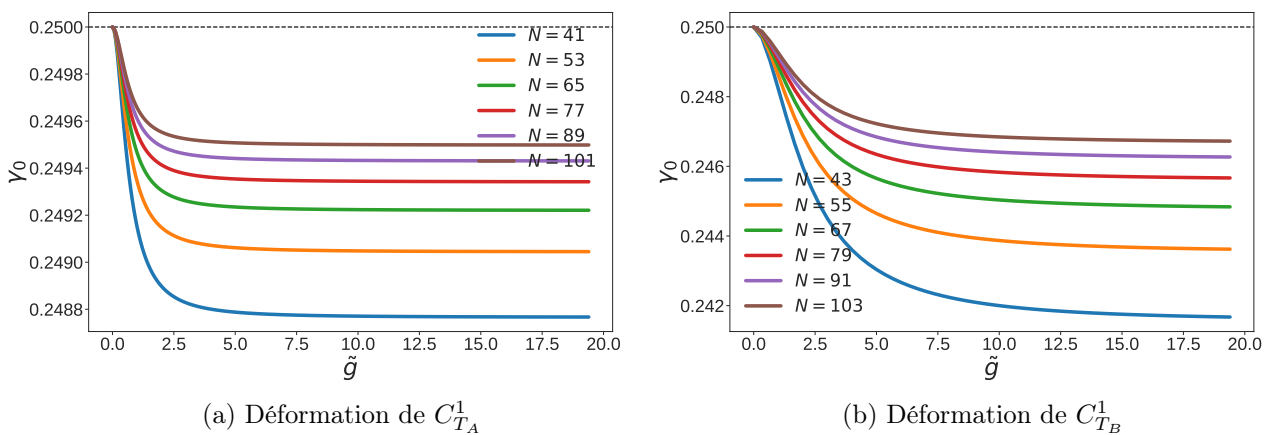 0.2500
0.2498
0.2496
0.2494
0.2492
0.2490
0.2488
γ₀
N = 41
N = 53
N = 65
N = 77
N = 89
N = 101
0.0 2.5 5.0 7.5 10.0 12.5 15.0 17.5 20.0
g̃
(a) Déformation de C¹_{T_A}
0.250
0.248
0.246
0.244
0.242
γ₀
N = 43
N = 55
N = 67
N = 79
N = 91
N = 103
0.0 2.5 5.0 7.5 10.0 12.5 15.0 17.5 20.0
g̃
(b) Déformation de C¹_{T_B}